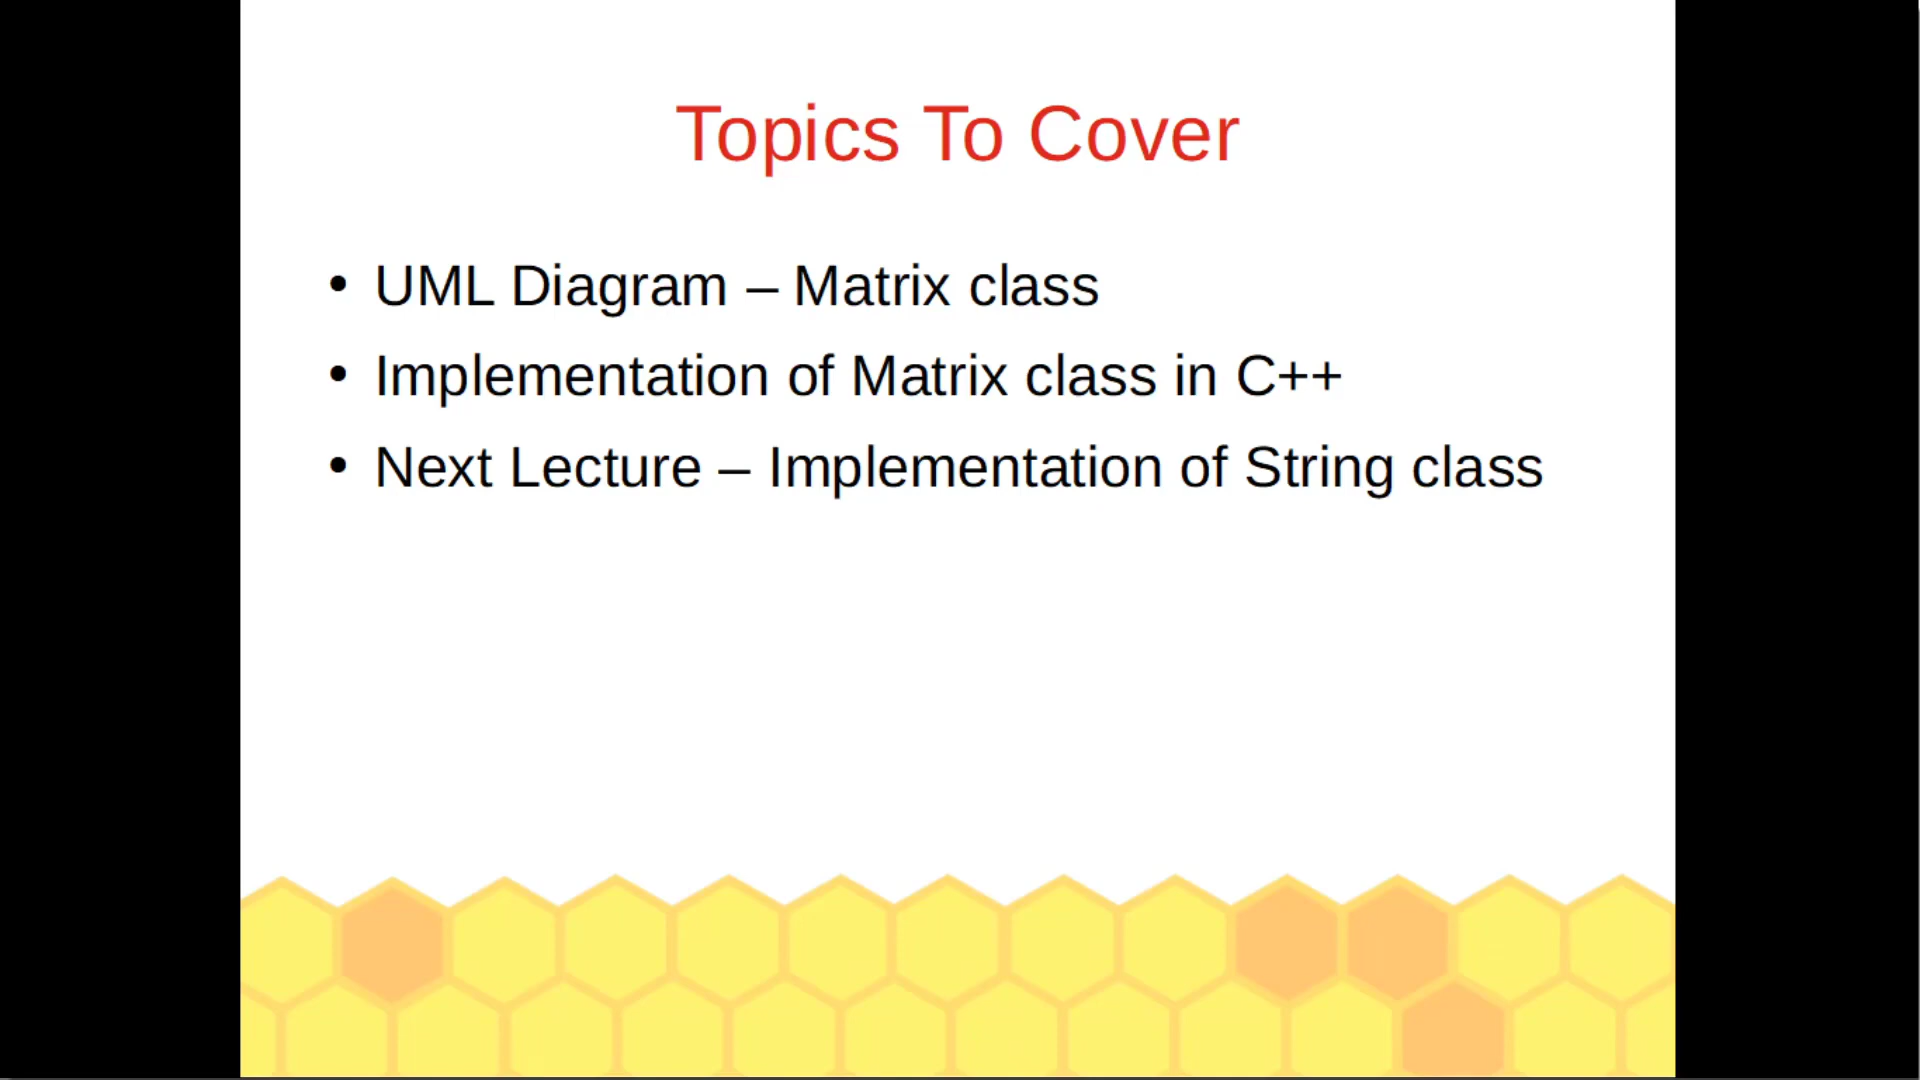 Topics To Cover
• UML Diagram – Matrix class
• Implementation of Matrix class in C++
• Next Lecture – Implementation of String class